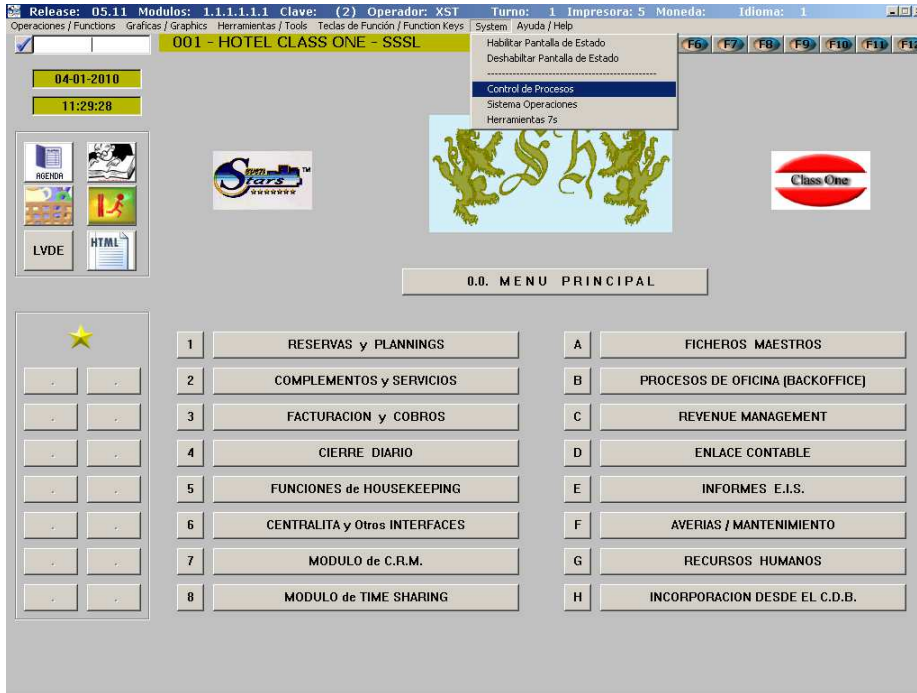 Release: 05.11 Modulos: 1.1.1.1.1.1 Clave: (2) Operador: XST Turno: 1 Impresora: 5 Moneda: Idioma: 1
Operaciones / Functions Graficas / Graphics Herramientas / Tools Teclas de Función / Function Keys System Ayuda / Help
001 - HOTEL CLASS ONE - SSSL
F6 F7 F8 F9 F10 F11 F12
Habilitar Pantalla de Estado
Deshabiltar Pantalla de Estado
Control de Procesos
Sistema Operaciones
Herramientas 7s
04-01-2010
11:29:28
AGENDA
LVDE HTML
Seven Stars TM
S h
Class One
0.0. MENU PRINCIPAL
1 RESERVAS y PLANNINGS A FICHEROS MAESTROS
2 COMPLEMENTOS y SERVICIOS B PROCESOS DE OFICINA (BACKOFFICE)
3 FACTURACION y COBROS C REVENUE MANAGEMENT
4 CIERRE DIARIO D ENLACE CONTABLE
5 FUNCIONES de HOUSEKEEPING E INFORMES E.I.S.
6 CENTRALITA y Otros INTERFACES F AVERIAS / MANTENIMIENTO
7 MODULO de C.R.M. G RECURSOS HUMANOS
8 MODULO de TIME SHARING H INCORPORACION DESDE EL C.D.B.